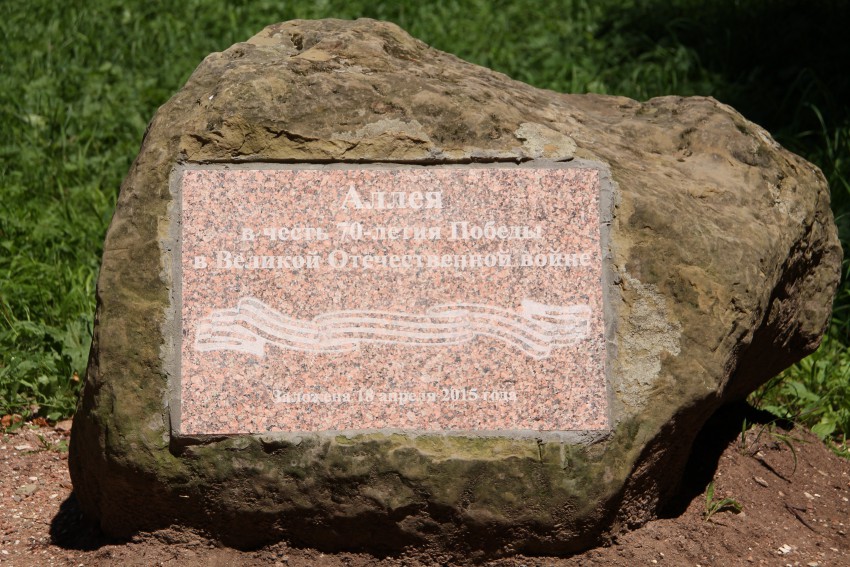 Аллея
в честь 70-летия Победы
в Великой Отечественной войне
Заложена 18 апреля 2015 года